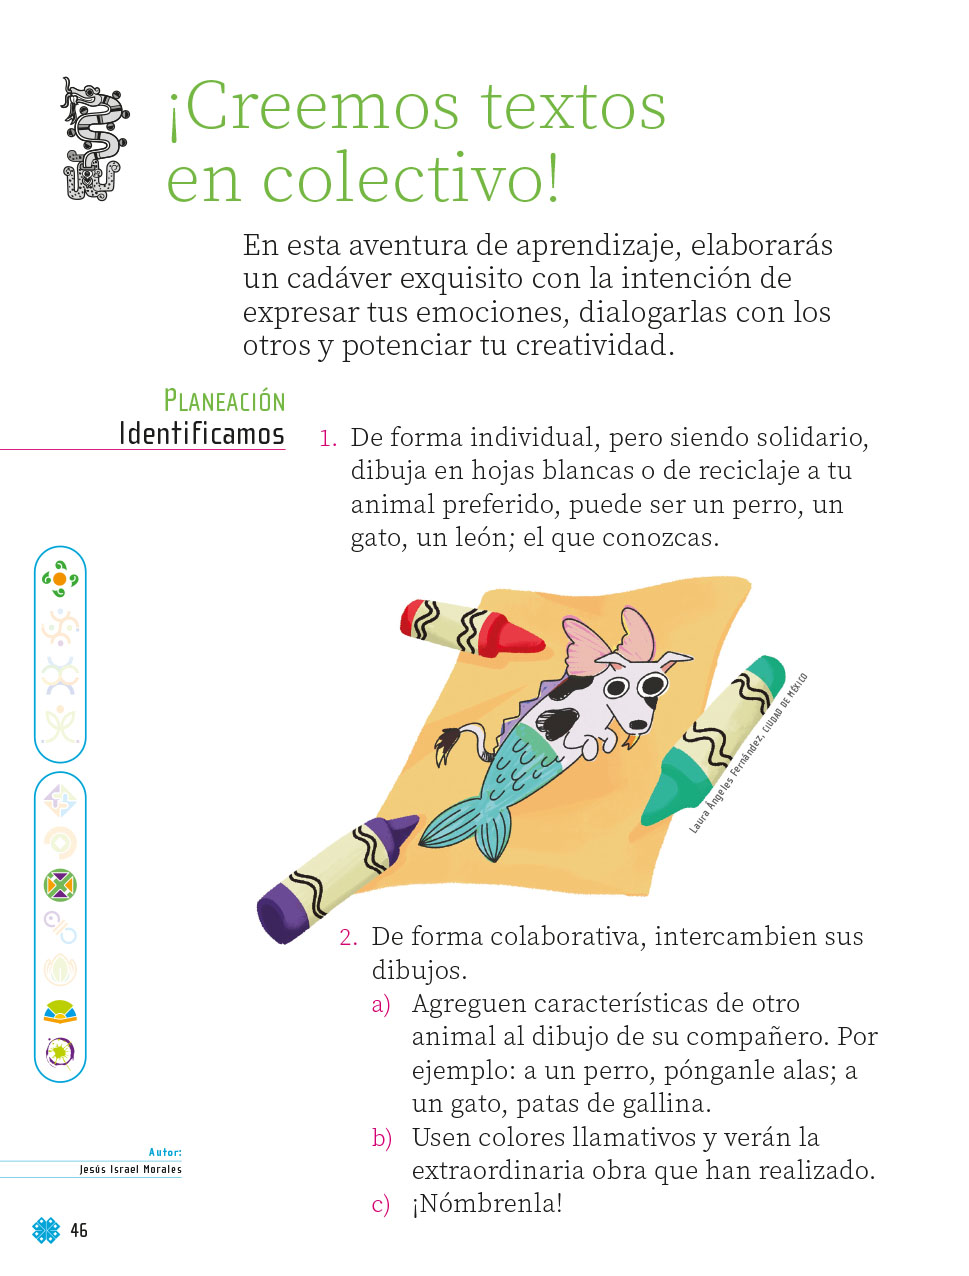 ¡Creemos textos
en colectivo!
En esta aventura de aprendizaje, elaborarás
un cadáver exquisito con la intención de
expresar tus emociones, dialogarlas con los
otros y potenciar tu creatividad.
Planeación
Identificamos
1. De forma individual, pero siendo solidario,
dibuja en hojas blancas o de reciclaje a tu
animal preferido, puede ser un perro, un
gato, un león; el que conozcas.
Laura Ángeles Fernández, CIUDAD DE MÉXICO
2. De forma colaborativa, intercambien sus
dibujos.
a) Agreguen características de otro
animal al dibujo de su compañero. Por
ejemplo: a un perro, pónganle alas; a
un gato, patas de gallina.
b) Usen colores llamativos y verán la
extraordinaria obra que han realizado.
c) ¡Nómbrenla!
Autor:
Jesús Israel Morales
46